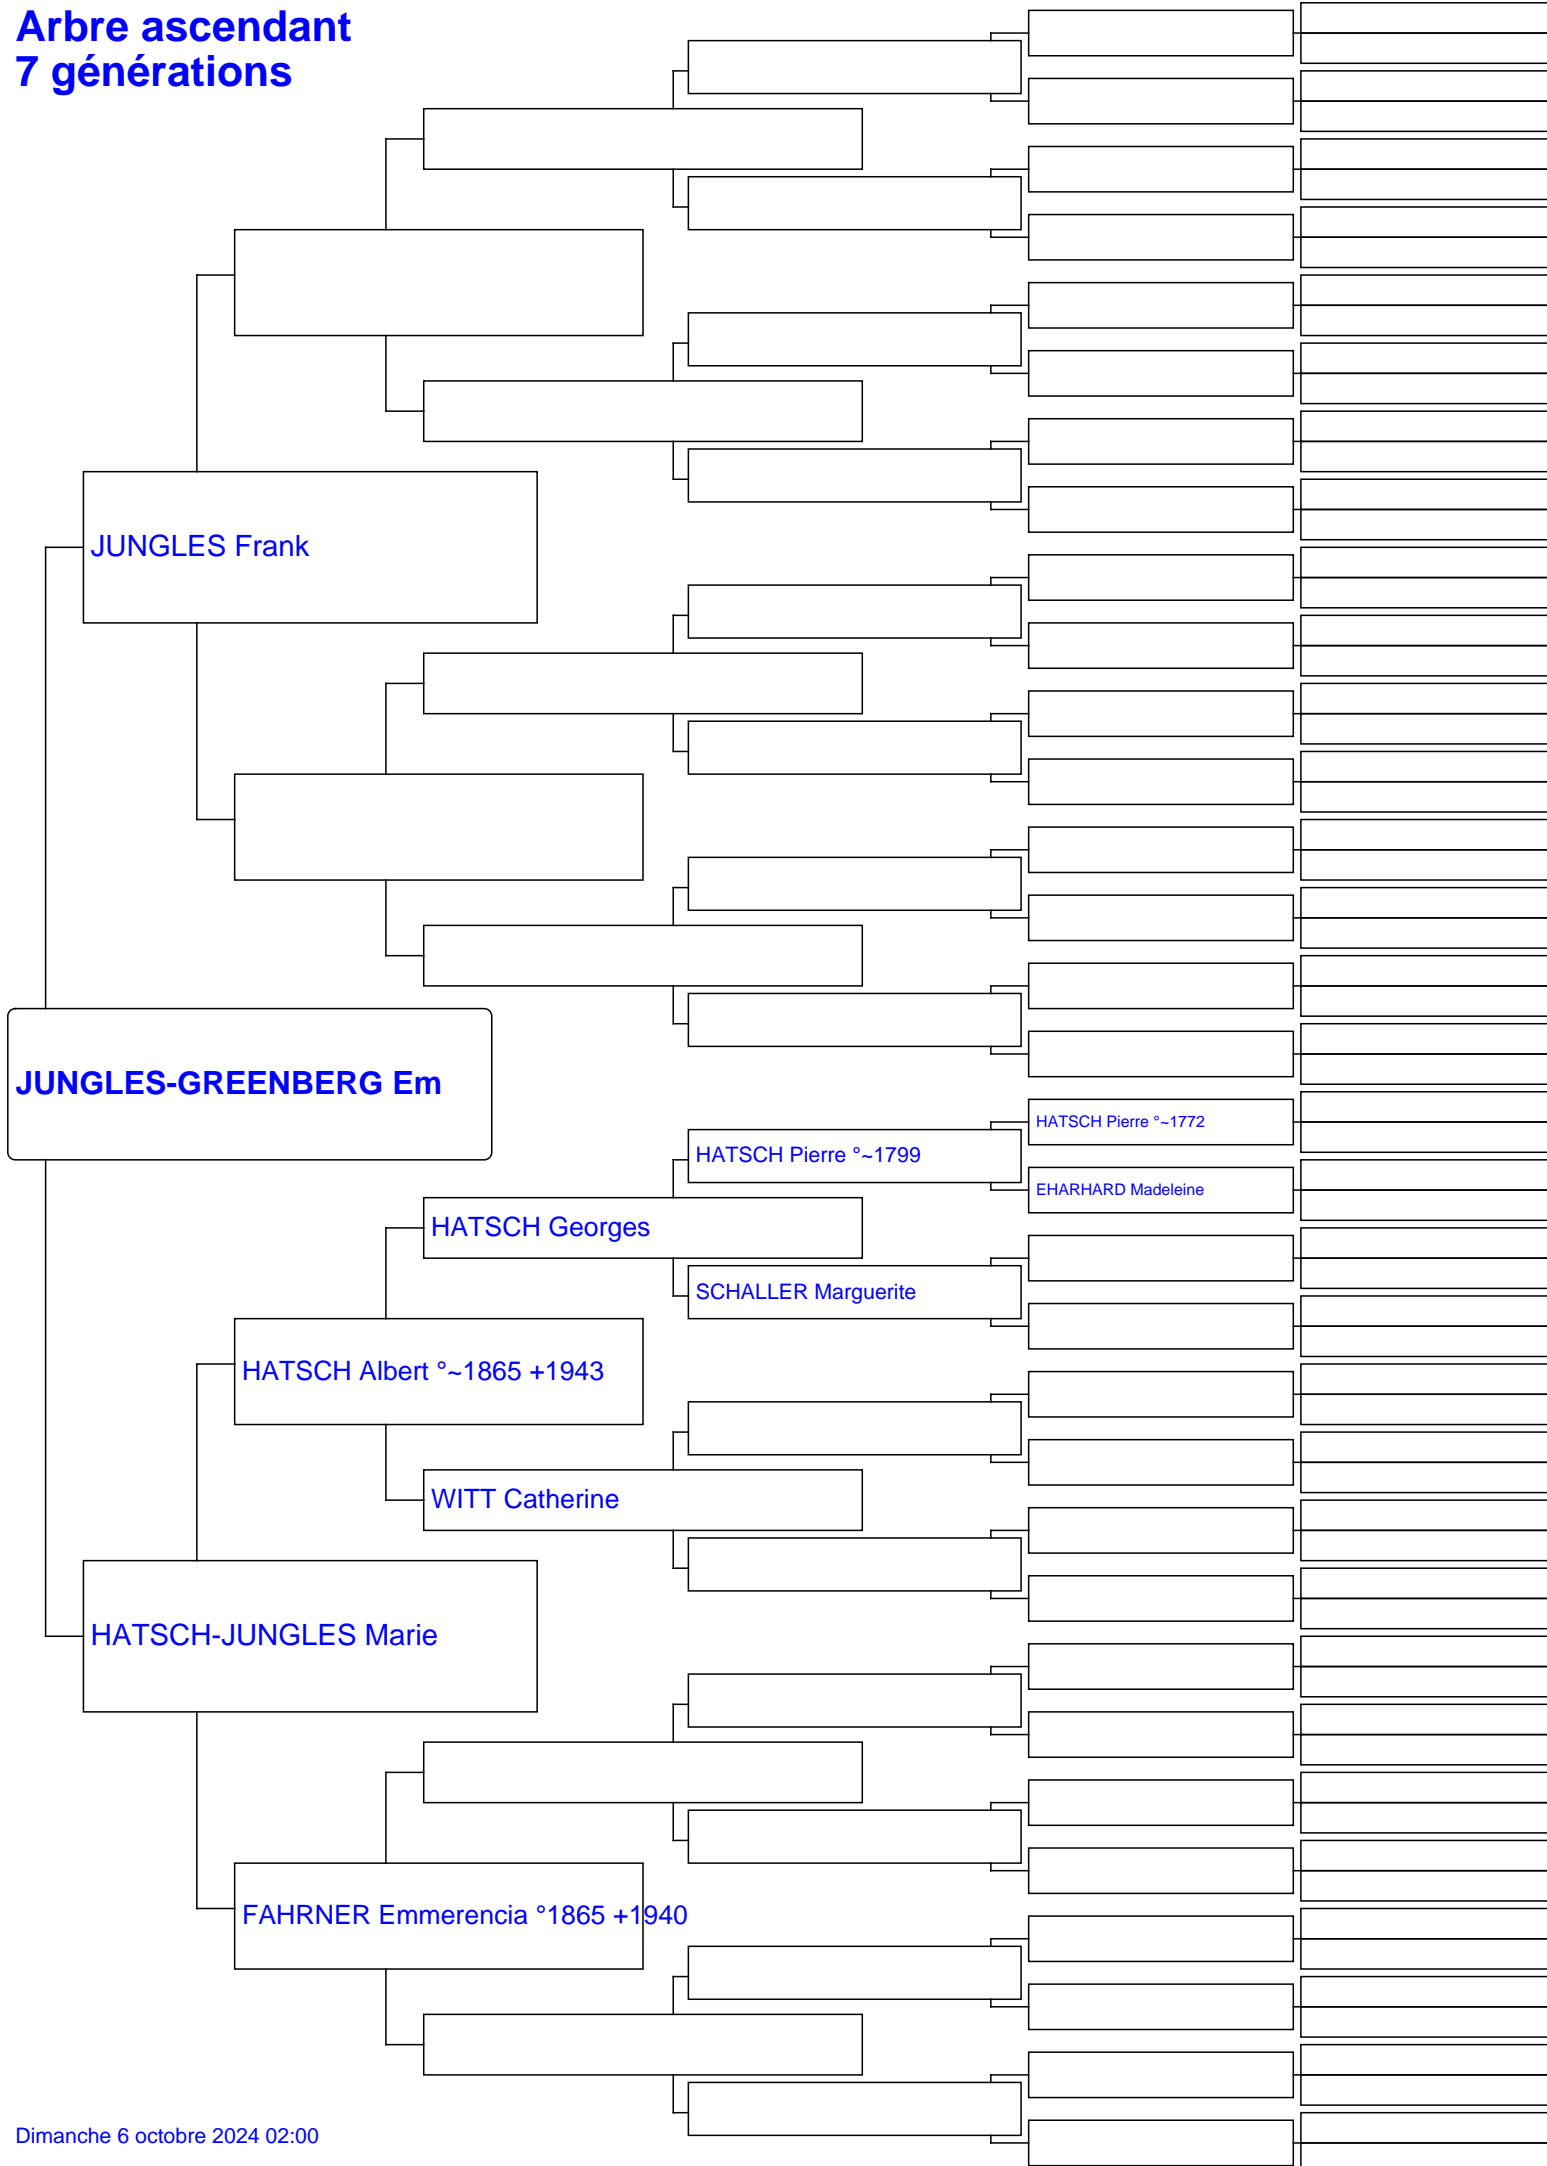 Arbre ascendant
7 générations
JUNGLES Frank
JUNGLES-GREENBERG Em
HATSCH Pierre °~1772
HATSCH Pierre °~1799
EHARHARD Madeleine
HATSCH Georges
SCHALLER Marguerite
HATSCH Albert °~1865 +1943
WITT Catherine
HATSCH-JUNGLES Marie
FAHRNER Emmerencia °1865 +1940
Dimanche 6 octobre 2024 02:00